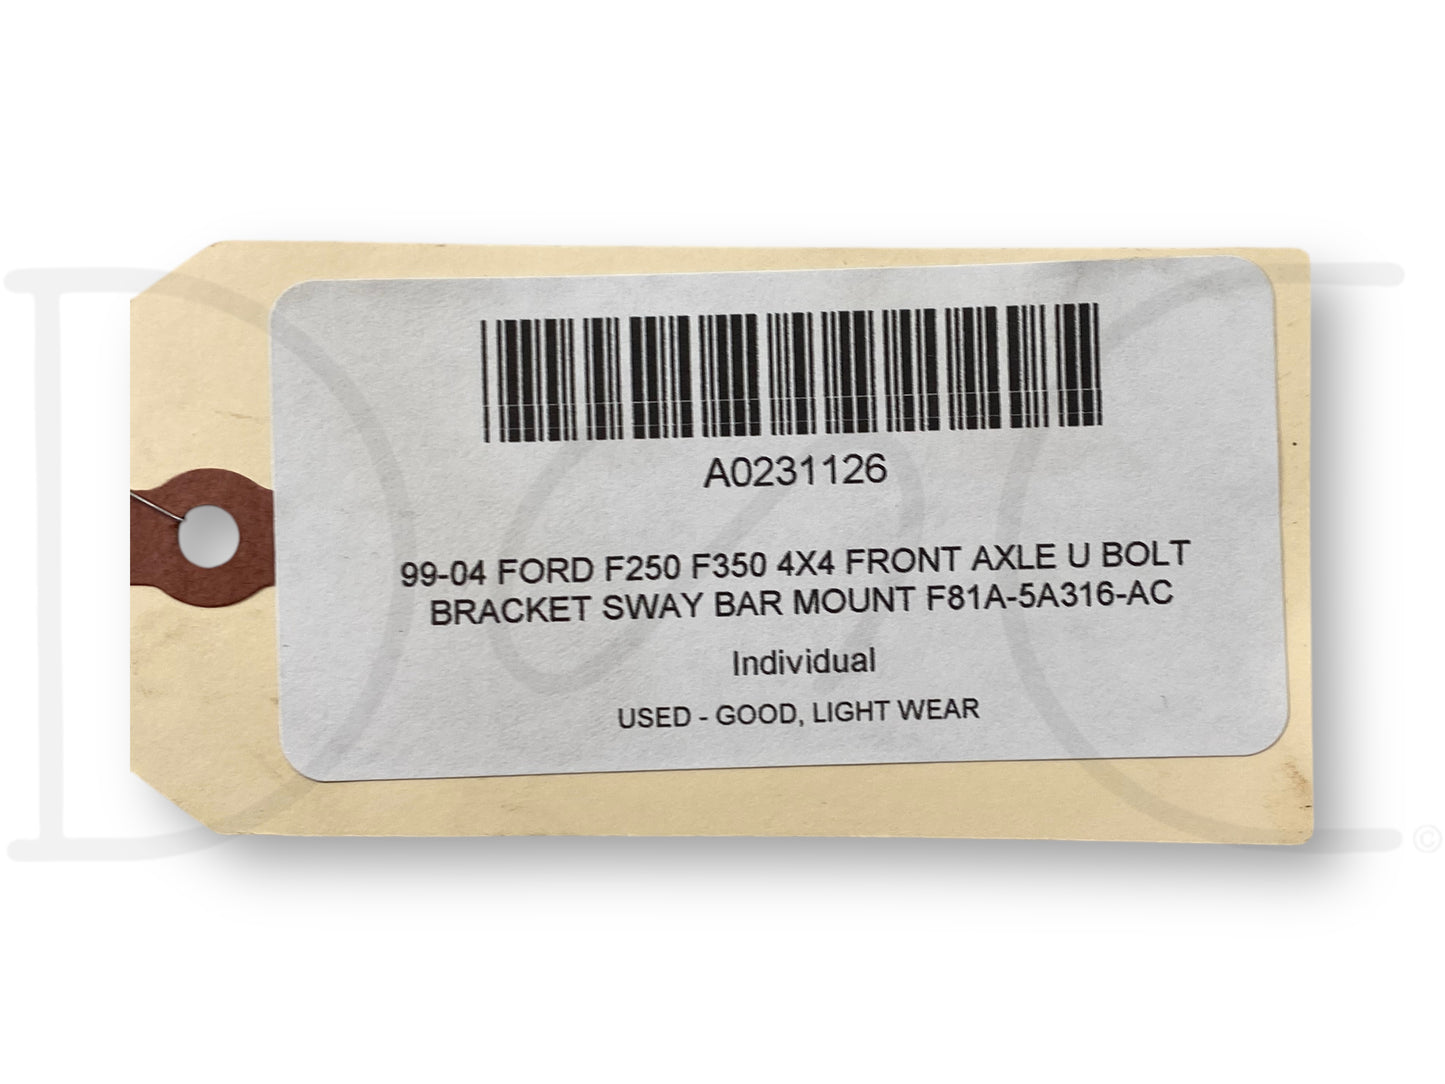 A0231126
99-04 FORD F250 F350 4X4 FRONT AXLE U BOLT
BRACKET SWAY BAR MOUNT F81A-5A316-AC
Individual
USED - GOOD, LIGHT WEAR
©